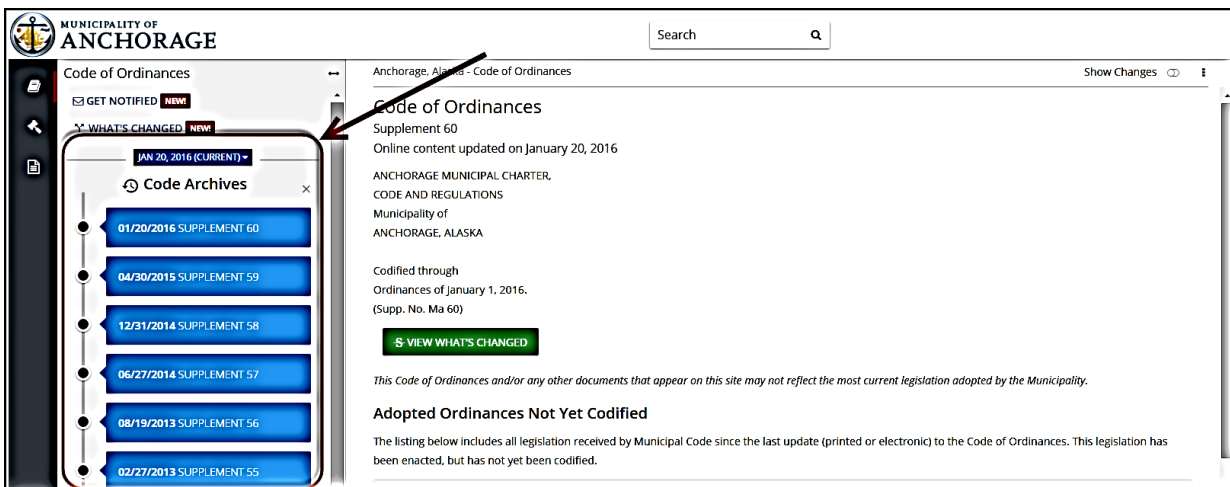 MUNICIPALITY OF
ANCHORAGE
Search
Code of Ordinances
GET NOTIFIED NEW!
WHAT'S CHANGED NEW!
JAN 20, 2016 (CURRENT)
Code Archives
×
01/20/2016 SUPPLEMENT 60
04/30/2015 SUPPLEMENT 59
12/31/2014 SUPPLEMENT 58
06/27/2014 SUPPLEMENT 57
08/19/2013 SUPPLEMENT 56
02/27/2013 SUPPLEMENT 55
Anchorage, Alaska - Code of Ordinances
Show Changes
Code of Ordinances
Supplement 60
Online content updated on January 20, 2016
ANCHORAGE MUNICIPAL CHARTER,
CODE AND REGULATIONS
Municipality of
ANCHORAGE, ALASKA
Codified through
Ordinances of January 1, 2016.
(Supp. No. Ma 60)
VIEW WHAT'S CHANGED
This Code of Ordinances and/or any other documents that appear on this site may not reflect the most current legislation adopted by the Municipality.
Adopted Ordinances Not Yet Codified
The listing below includes all legislation received by Municipal Code since the last update (printed or electronic) to the Code of Ordinances. This legislation has
been enacted, but has not yet been codified.